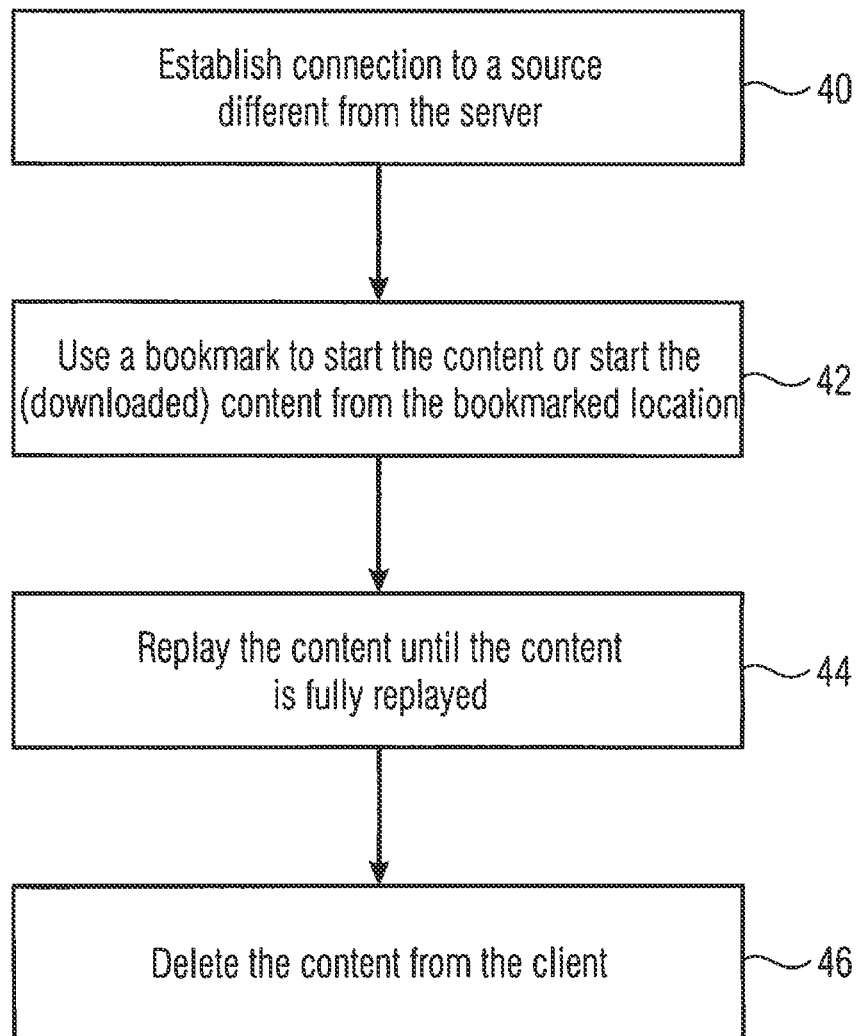 Establish connection to a source
different from the server
40
Use a bookmark to start the content or start the
(downloaded) content from the bookmarked location
42
Replay the content until the content
is fully replayed
44
Delete the content from the client
46